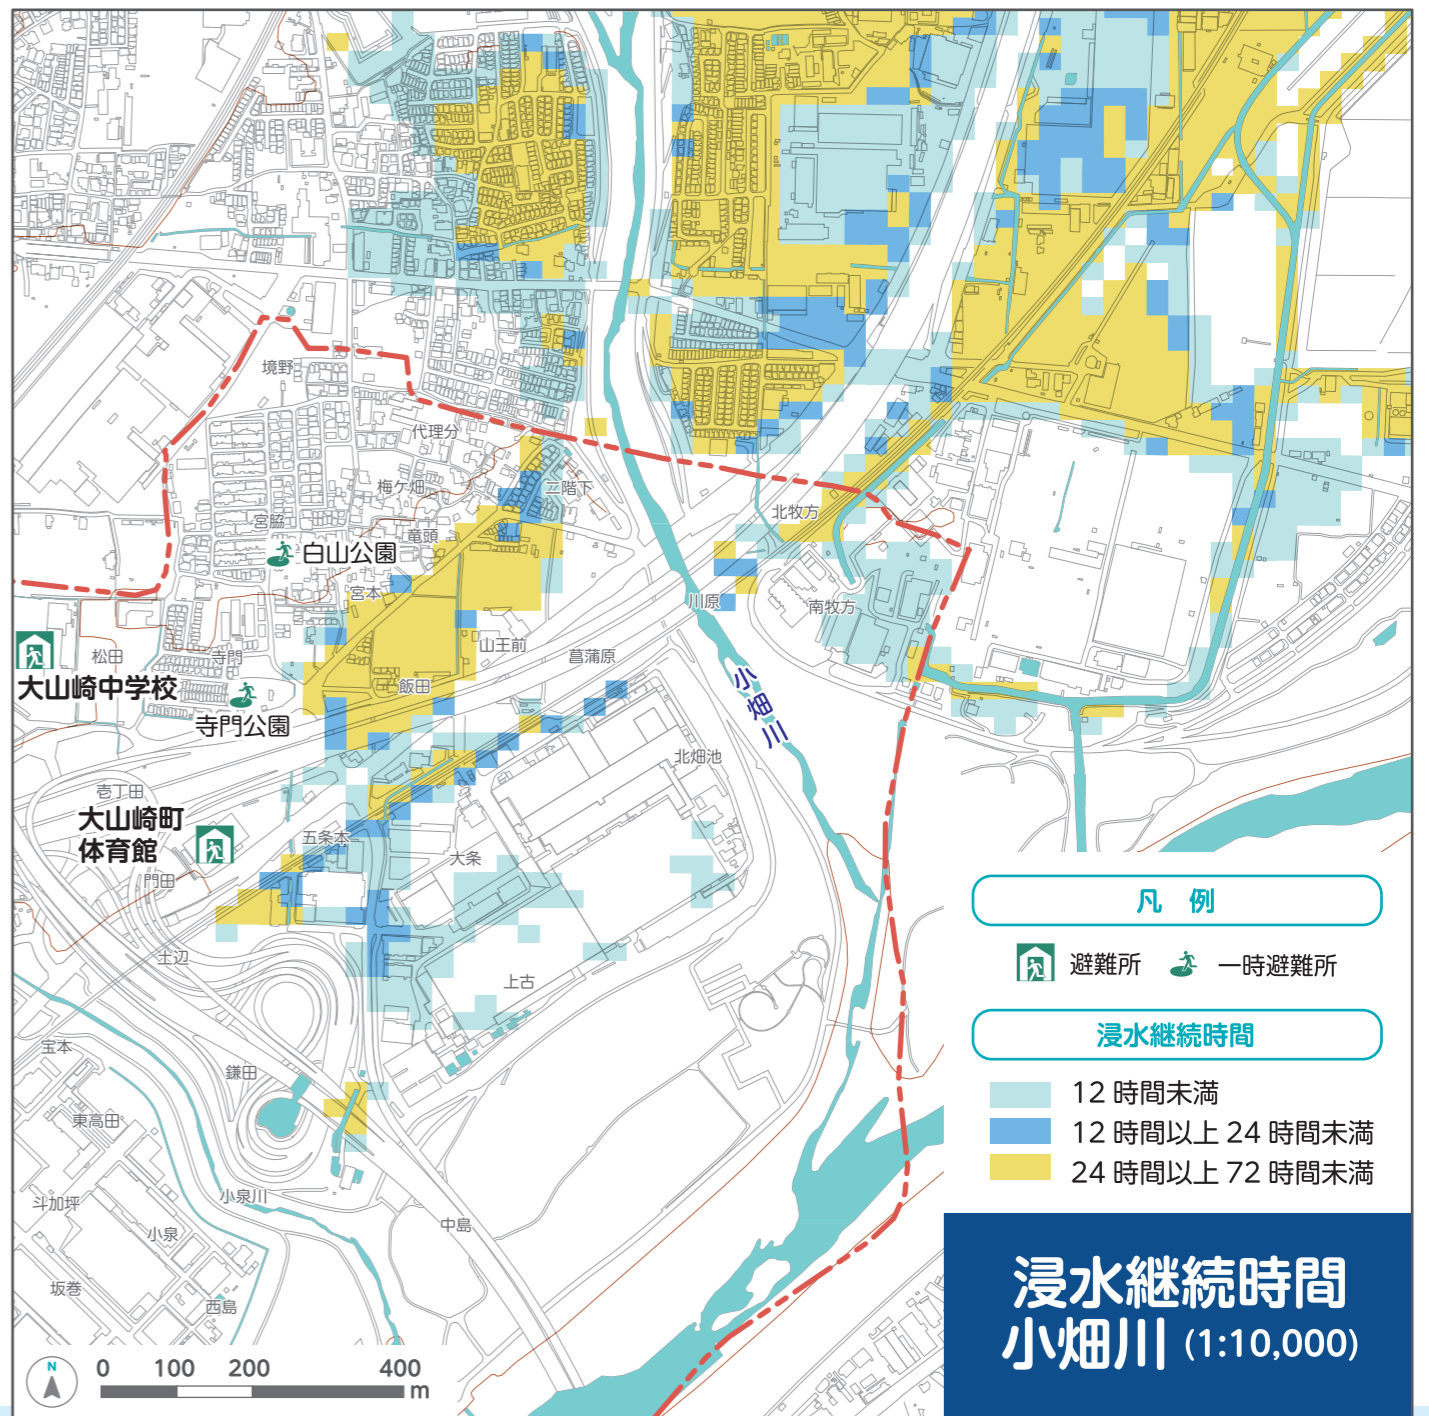 境野
代理分
梅ケ畑
二階下
宮脇
竜頭
北牧方
白山公園
宮本
川原
南牧方
松田
寺門
山王前
菖蒲原
大山崎中学校
飯田
寺門公園
小畑川
北畑池
壱丁田
大山崎町
体育館
五条本
大条
門田
土辺
上古
宝本
鎌田
東高田
斗加坪
小泉川
小泉
中島
坂巻
西島
凡 例
避難所
一時避難所
浸水継続時間
12 時間未満
12 時間以上 24 時間未満
24 時間以上 72 時間未満
浸水継続時間
小畑川 (1:10,000)
N
0 100 200 400
m